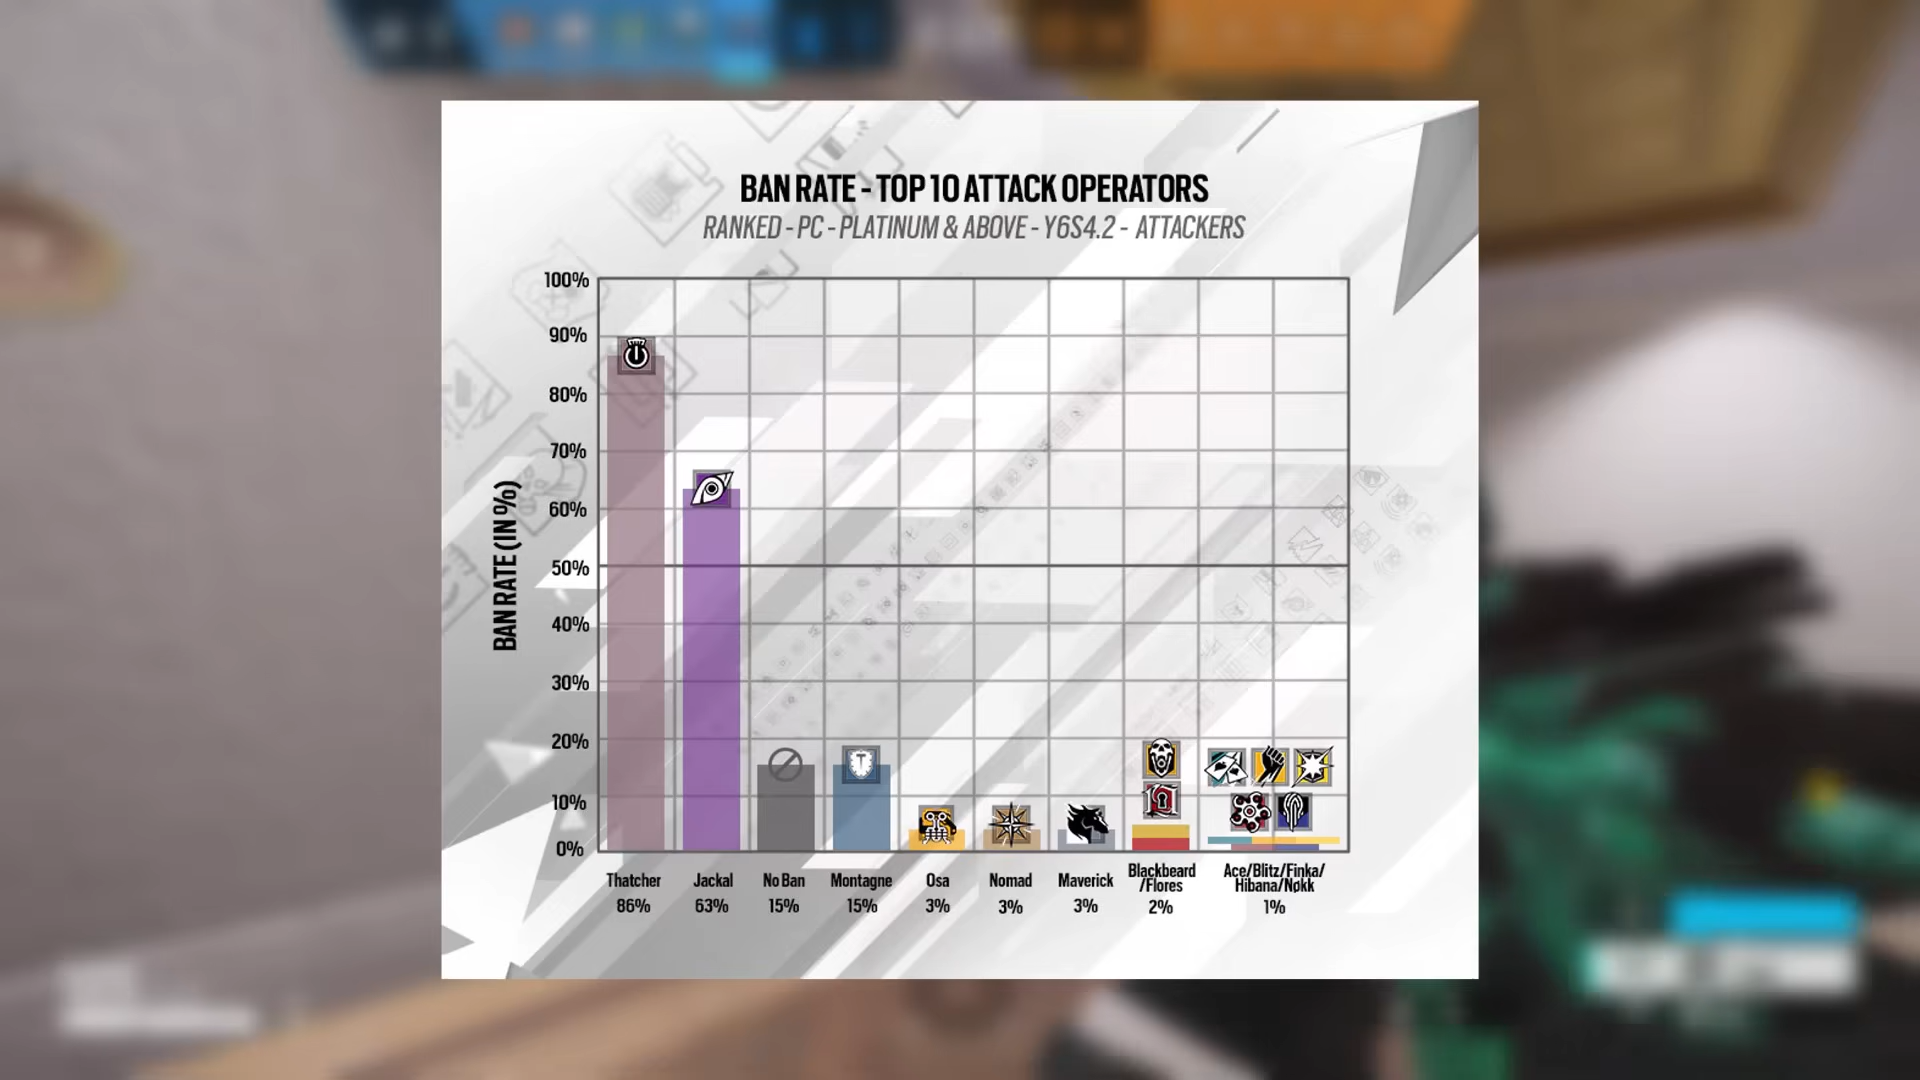 BAN RATE - TOP 10 ATTACK OPERATORS
RANKED - PC - PLATINUM & ABOVE - Y6S4.2 - ATTACKERS
BAN RATE (IN %)
100%
90%
80%
70%
60%
50%
40%
30%
20%
10%
0%
Thatcher
86%
Jackal
63%
No Ban
15%
Montagne
15%
Osa
3%
Nomad
3%
Maverick
3%
Blackbeard
/Flores
2%
Ace/Blitz/Finka/
Hibana/Nøkk
1%